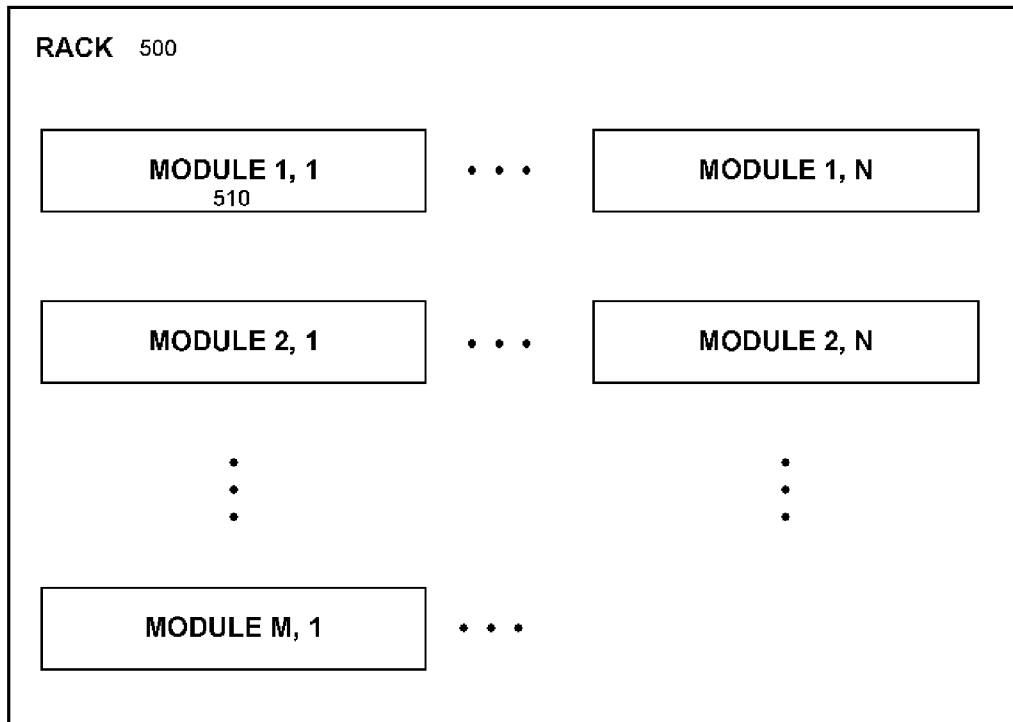 RACK 500
MODULE 1, 1
510
• • •
MODULE 1, N
MODULE 2, 1
• • •
MODULE 2, N
MODULE M, 1
• • •